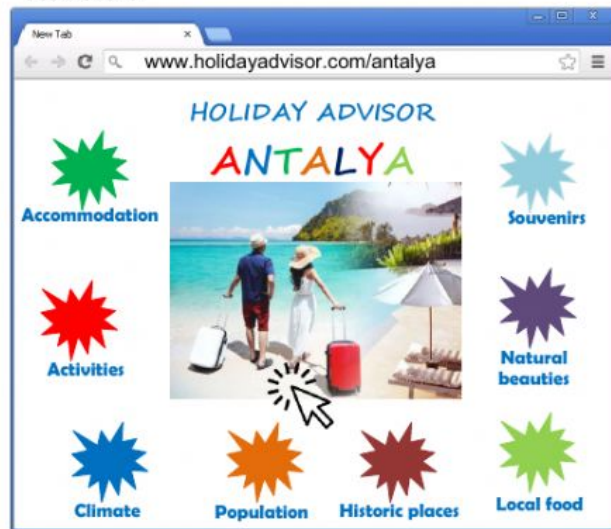 New Tab
www.holidayadvisor.com/antalya
HOLIDAY ADVISOR
ANTALYA
Accommodation
Souvenirs
Activities
Natural
beauties
Climate
Population
Historic places
Local food